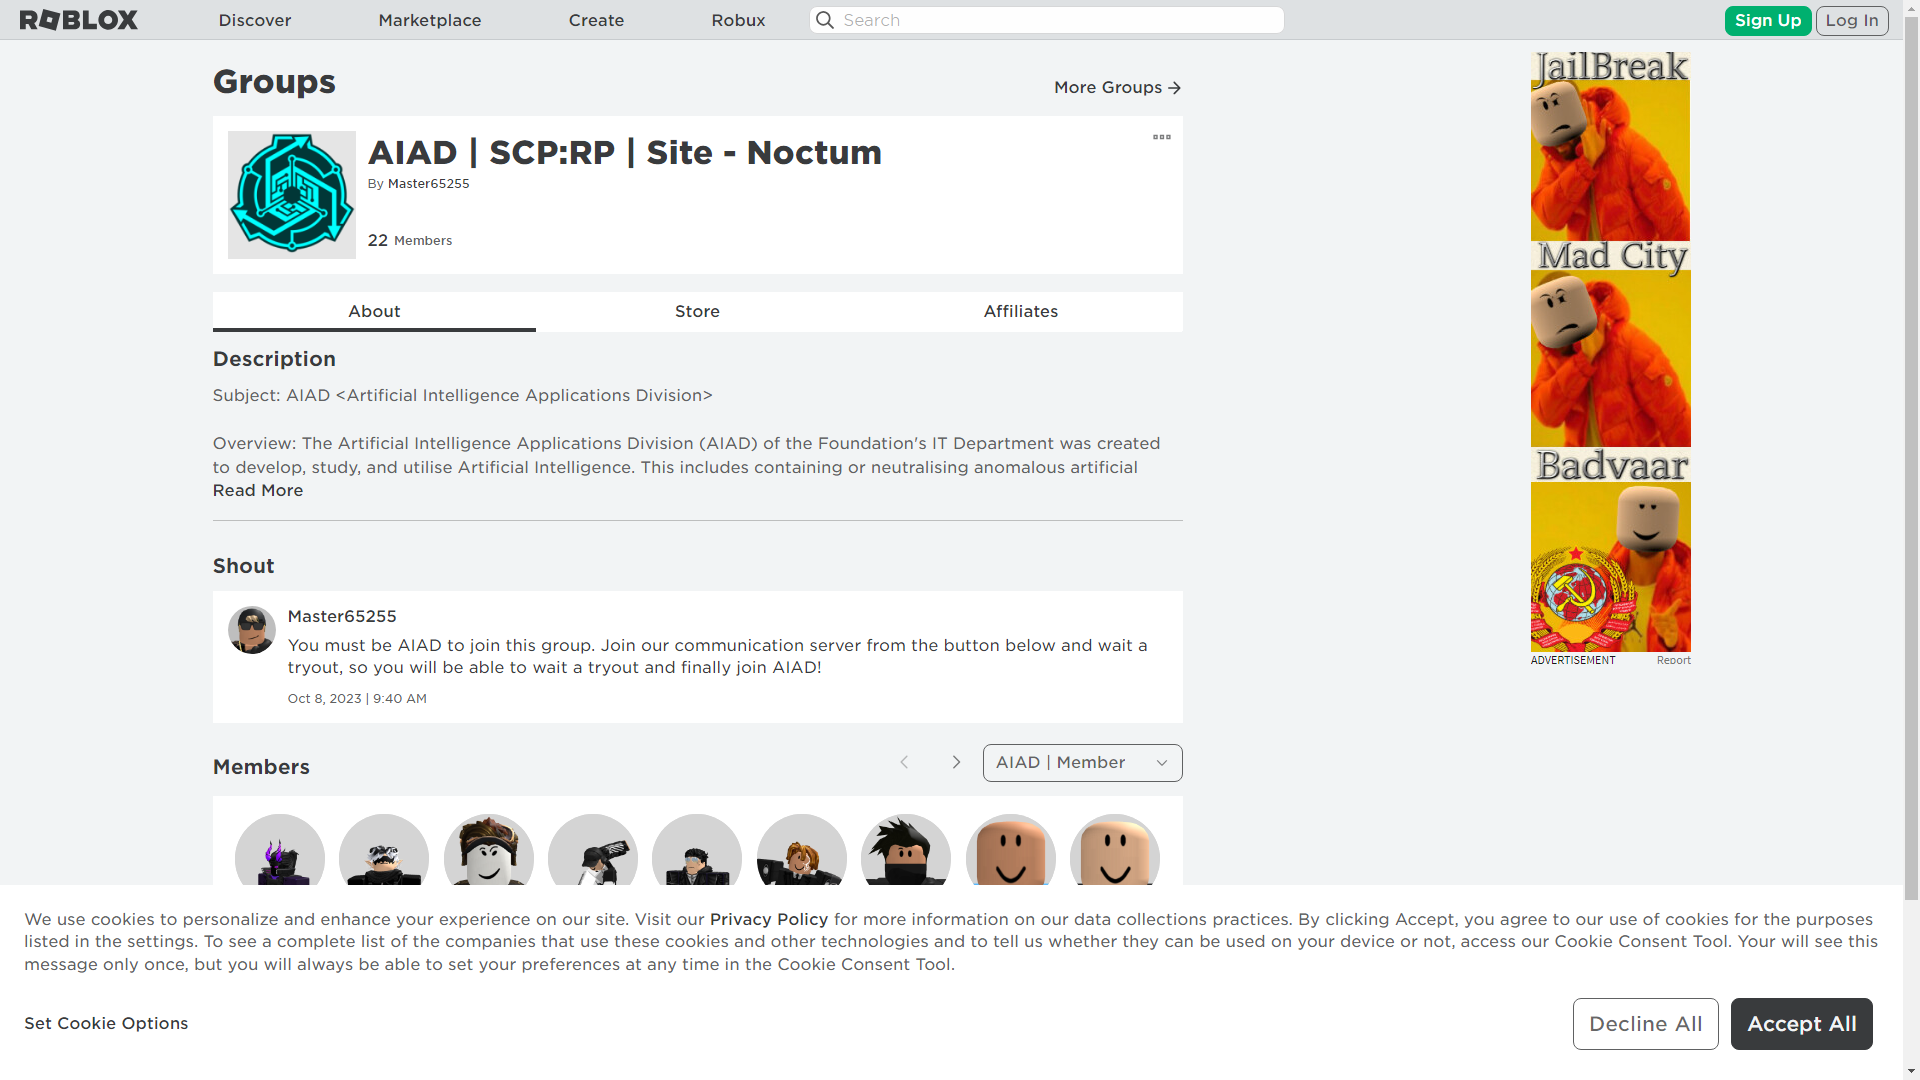 ROBLOX
Discover
Marketplace
Create
Robux
Search
Sign Up
Log In
Groups
More Groups
AIAD | SCP:RP | Site - Noctum
By Master65255
22 Members
About
Store
Affiliates
Description
Subject: AIAD <Artificial Intelligence Applications Division>
Overview: The Artificial Intelligence Applications Division (AIAD) of the Foundation's IT Department was created
to develop, study, and utilise Artificial Intelligence. This includes containing or neutralising anomalous artificial
Read More
Shout
Master65255
You must be AIAD to join this group. Join our communication server from the button below and wait a
tryout, so you will be able to wait a tryout and finally join AIAD!
Oct 8, 2023 | 9:40 AM
Members
AIAD | Member
JailBreak
Mad City
Badvaar
ADVERTISEMENT
Report
We use cookies to personalize and enhance your experience on our site. Visit our Privacy Policy for more information on our data collections practices. By clicking Accept, you agree to our use of cookies for the purposes
listed in the settings. To see a complete list of the companies that use these cookies and other technologies and to tell us whether they can be used on your device or not, access our Cookie Consent Tool. Your will see this
message only once, but you will always be able to set your preferences at any time in the Cookie Consent Tool.
Set Cookie Options
Decline All
Accept All